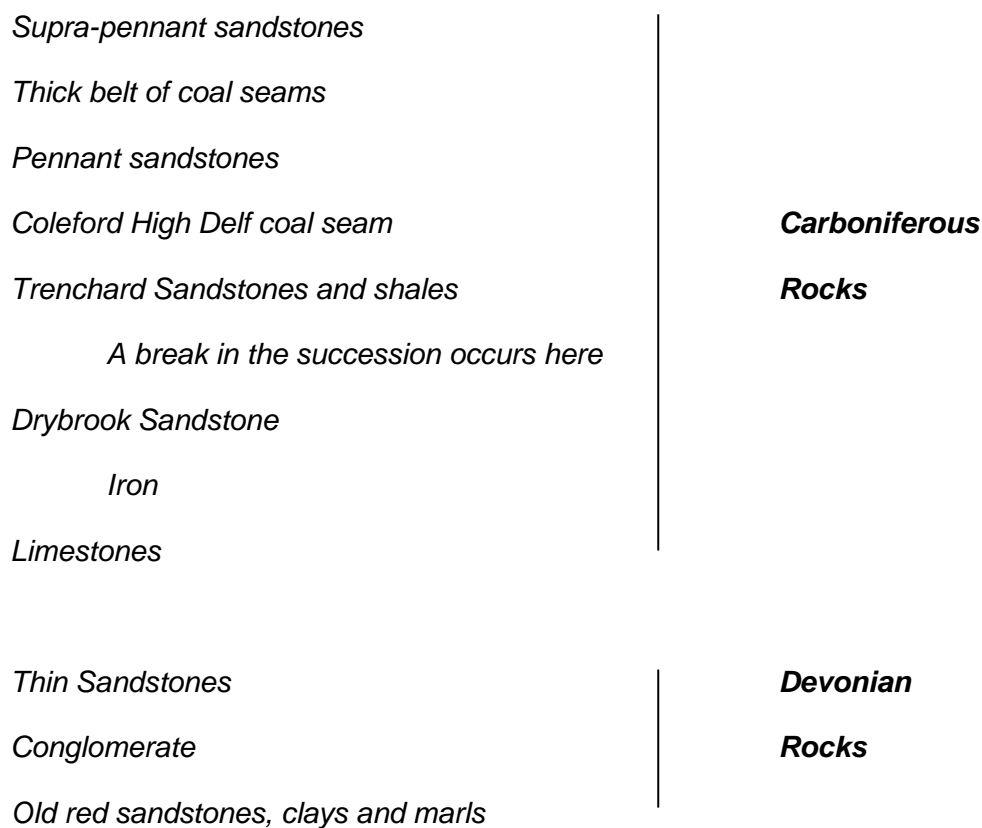 Supra-pennant sandstones
Thick belt of coal seams
Pennant sandstones
Coleford High Delf coal seam Carboniferous
Trenchard Sandstones and shales Rocks
A break in the succession occurs here
Drybrook Sandstone
Iron
Limestones
Thin Sandstones Devonian
Conglomerate Rocks
Old red sandstones, clays and marls